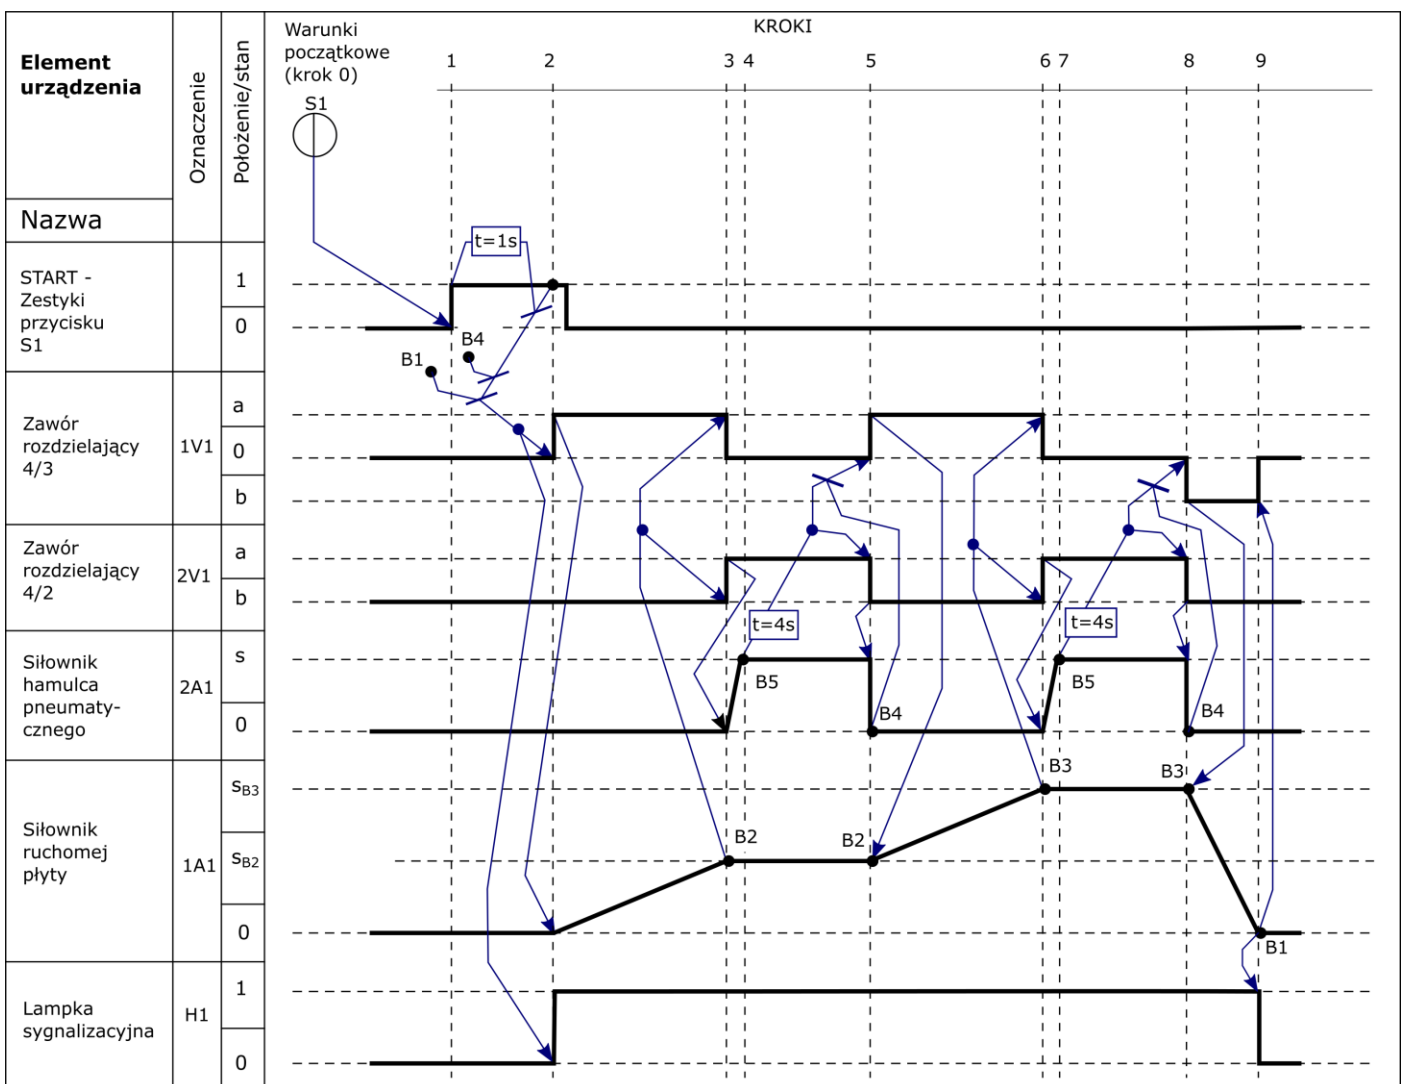 Element
urządzenia
Nazwa
Oznaczenie
Położenie/stan
Warunki
początkowe
(krok 0)
KROKI
1 2 3 4 5 6 7 8 9
S1
START -
Zestyki
przycisku
S1
1
0
t=1s
B1
B4
Zawór
rozdzielający
4/3
1V1
a
0
b
Zawór
rozdzielający
4/2
2V1
a
b
t=4s
t=4s
Siłownik
hamulca
pneumaty-
cznego
2A1
s
0
B5
B4
B5
B4
Siłownik
ruchomej
płyty
1A1
sB3
sB2
0
B2
B2
B3
B3
B1
Lampka
sygnalizacyjna
H1
1
0